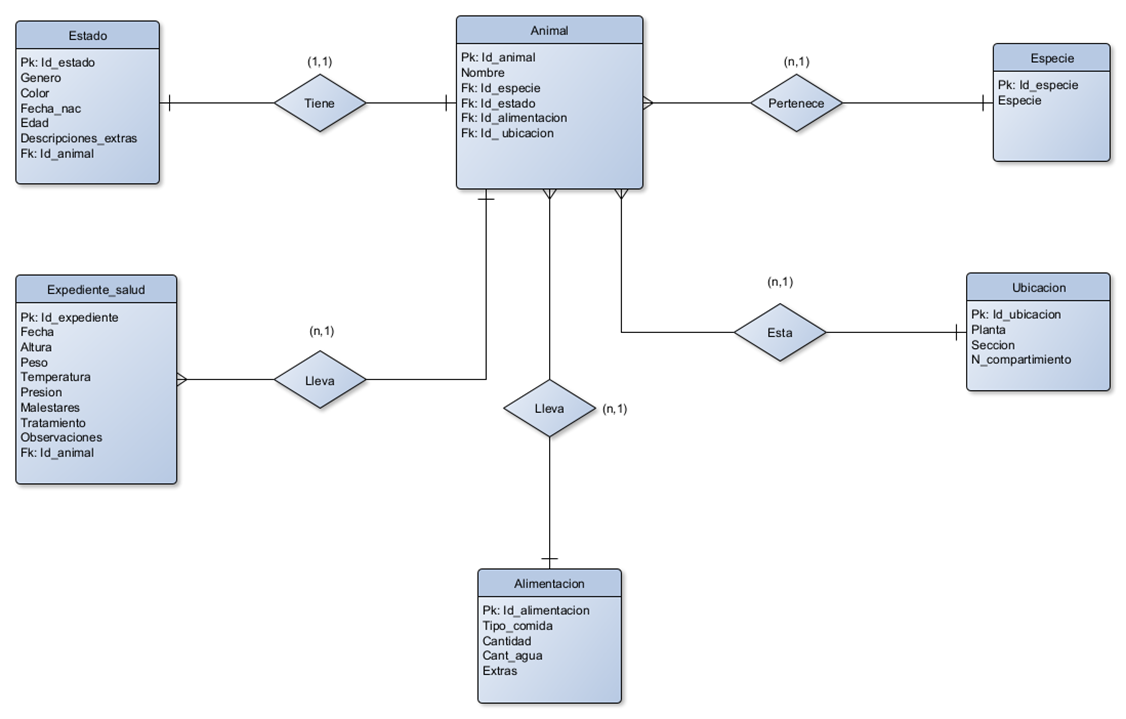 Estado
Pk: Id_estado
Genero
Color
Fecha_nac
Edad
Descripciones_extras
Fk: Id_animal
(1,1)
Tiene
Animal
Pk: Id_animal
Nombre
Fk: Id_especie
Fk: Id_estado
Fk: Id_alimentacion
Fk: Id_ ubicacion
(n,1)
Pertenece
Especie
Pk: Id_especie
Especie
Expediente_salud
Pk: Id_expediente
Fecha
Altura
Peso
Temperatura
Presion
Malestares
Tratamiento
Observaciones
Fk: Id_animal
(n,1)
Lleva
Lleva
(n,1)
(n,1)
Esta
Ubicacion
Pk: Id_ubicacion
Planta
Seccion
N_compartimiento
Alimentacion
Pk: Id_alimentacion
Tipo_comida
Cantidad
Cant_agua
Extras